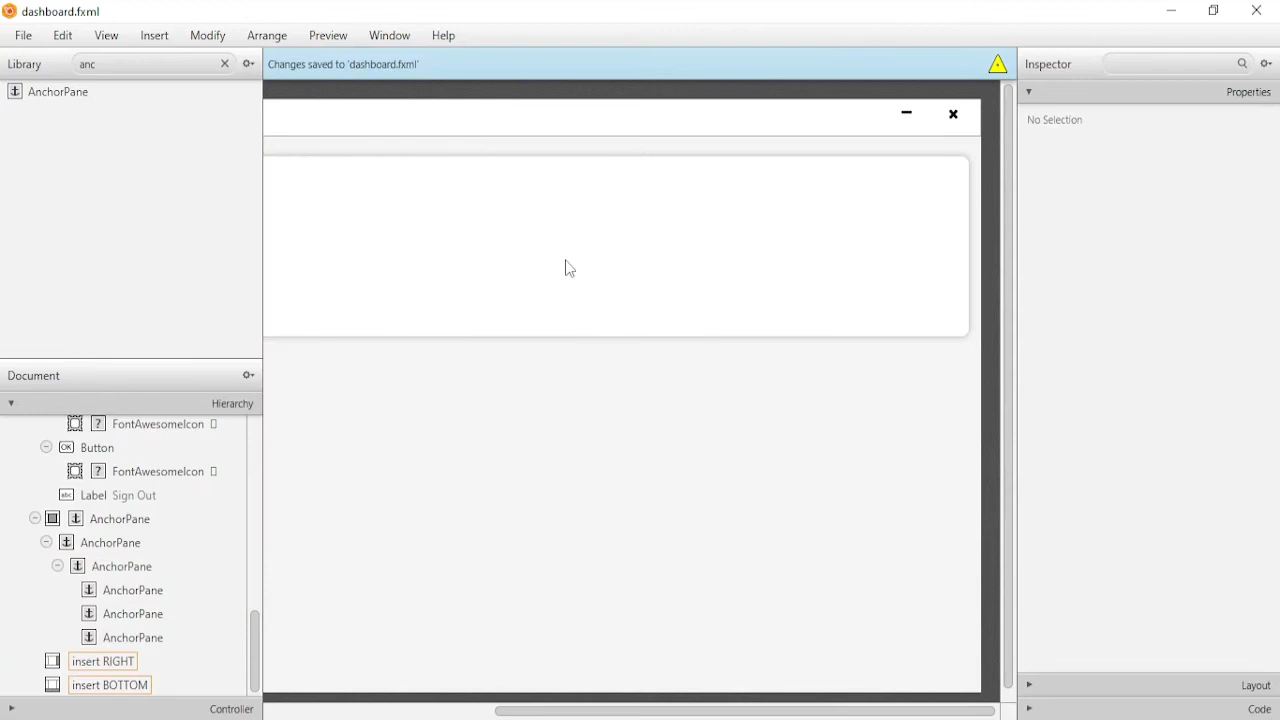 dashboard.fxml
File Edit View Insert Modify Arrange Preview Window Help
Library anc
Changes saved to 'dashboard.fxml'
Inspector
AnchorPane
Properties
No Selection
Document
Hierarchy
FontAwesomeIcon
OK Button
? FontAwesomeIcon
abc Label Sign Out
AnchorPane
AnchorPane
AnchorPane
AnchorPane
AnchorPane
AnchorPane
insert RIGHT
insert BOTTOM
Controller
Layout
Code